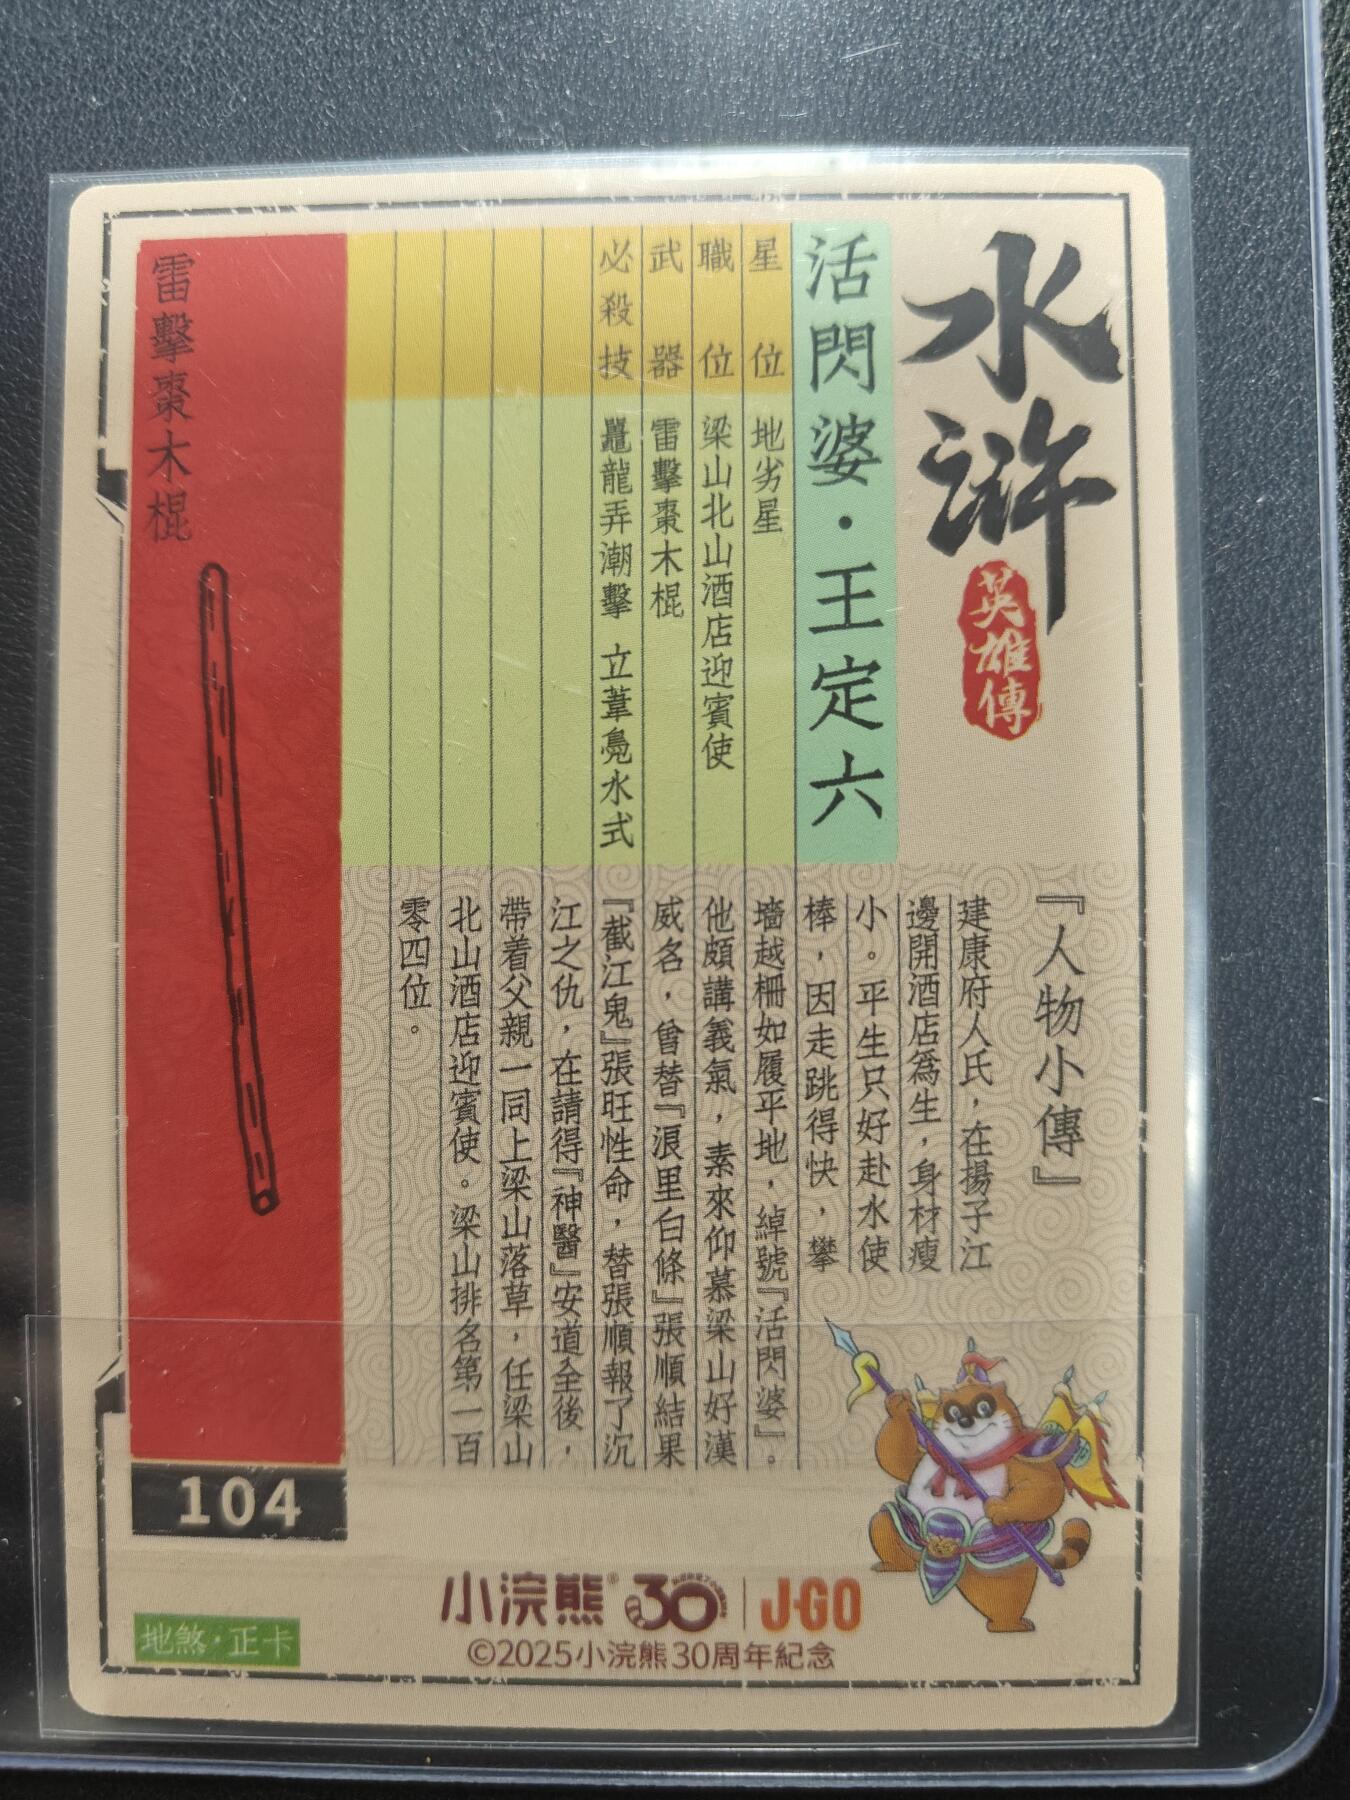 水滸
英雄傳
『人物小傳』
建康府人氏，在揚子江
邊開酒店爲生，身材瘦
小。平生只好赴水使
棒，因走跳得快，攀
墻越柵如履平地，綽號『活閃婆』。
他頗講義氣，素來仰慕梁山好漢
威名，曾替『浪里白條』張順結果
『截江鬼』張旺性命，替張順報了沉
江之仇，在請得『神醫』安道全後，
帶着父親一同上梁山落草，任梁山
北山酒店迎賓使。梁山排名第一百
零四位。
活閃婆·王定六
星位 地劣星
職位 梁山北山酒店迎賓使
武器 雷擊棗木棍
必殺技 鼉龍弄潮擊 立葦鳧水式
雷擊棗木棍
104
小浣熊® 30 J·GO
©2025小浣熊30周年紀念
地煞·正卡